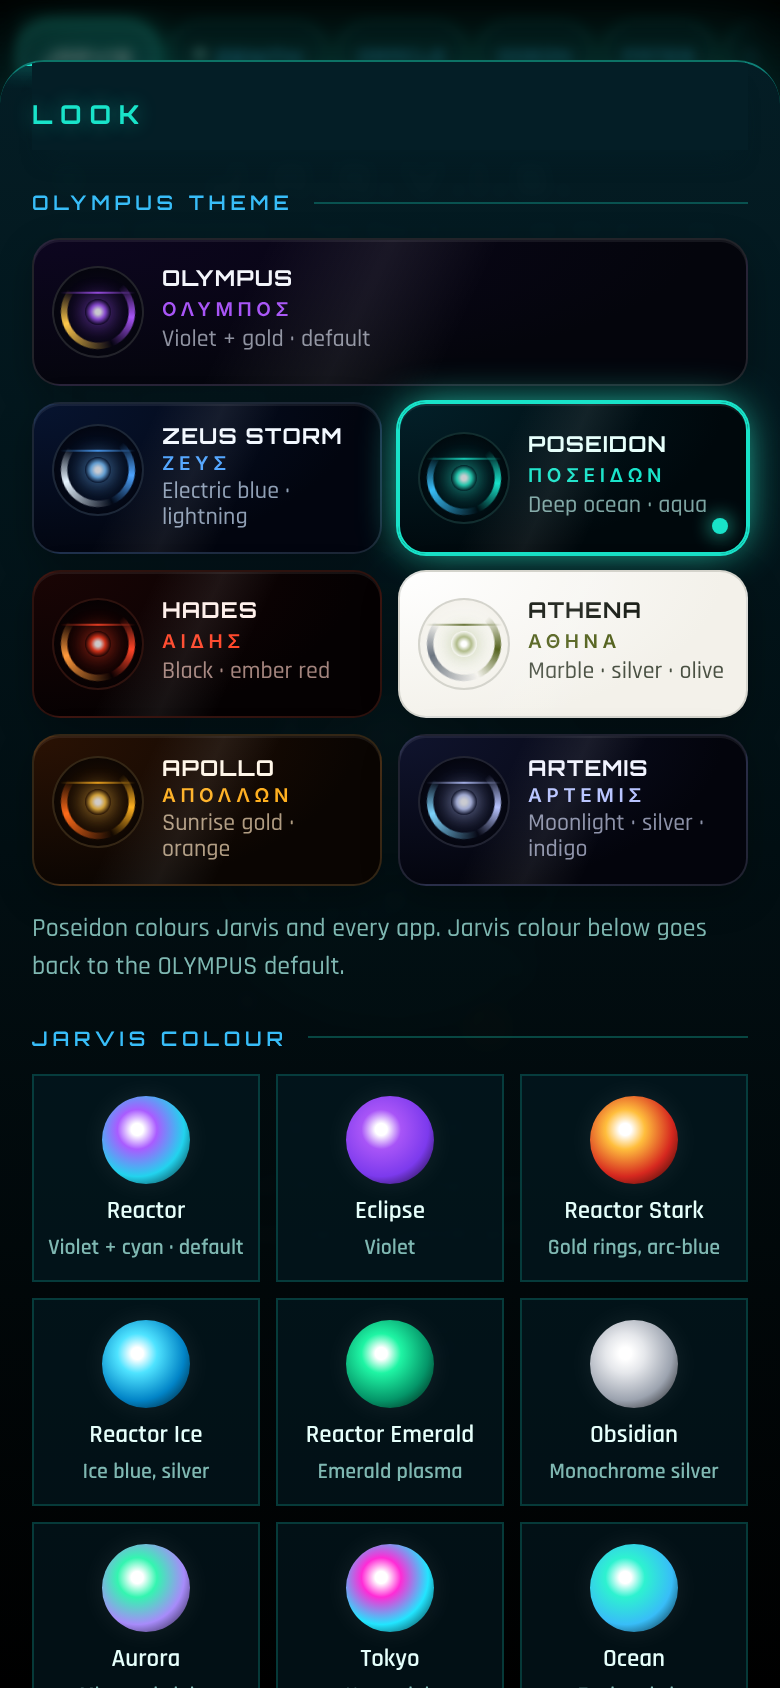 LOOK
OLYMPUS THEME
OLYMPUS
ΟΛΥΜΠΟΣ
Violet + gold · default
ZEUS STORM
ΖΕΥΣ
Electric blue ·
lightning
POSEIDON
ΠΟΣΕΙΔΩΝ
Deep ocean · aqua
HADES
ΑΙΔΗΣ
Black · ember red
ATHENA
ΑΘΗΝΑ
Marble · silver · olive
APOLLO
ΑΠΟΛΛΩΝ
Sunrise gold ·
orange
ARTEMIS
ΑΡΤΕΜΙΣ
Moonlight · silver ·
indigo
Poseidon colours Jarvis and every app. Jarvis colour below goes
back to the OLYMPUS default.
JARVIS COLOUR
Reactor
Violet + cyan · default
Eclipse
Violet
Reactor Stark
Gold rings, arc-blue
Reactor Ice
Ice blue, silver
Reactor Emerald
Emerald plasma
Obsidian
Monochrome silver
Aurora
Tokyo
Ocean